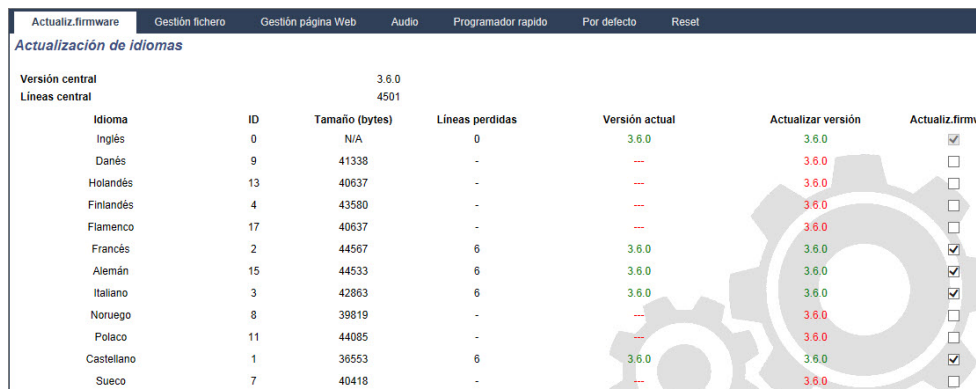 Actualiz.firmware Gestión fichero Gestión página Web Audio Programador rapido Por defecto Reset
Actualización de idiomas
Versión central 3.6.0
Líneas central 4501
Idioma ID Tamaño (bytes) Líneas perdidas Versión actual Actualizar versión Actualiz.firmw
Inglés 0 N/A 0 3.6.0 3.6.0
Danés 9 41338 - --- 3.6.0
Holandés 13 40637 - --- 3.6.0
Finlandés 4 43580 - --- 3.6.0
Flamenco 17 40637 - --- 3.6.0
Francés 2 44567 6 3.6.0 3.6.0
Alemán 15 44533 6 3.6.0 3.6.0
Italiano 3 42863 6 3.6.0 3.6.0
Noruego 8 39819 - --- 3.6.0
Polaco 11 44085 - --- 3.6.0
Castellano 1 36553 6 3.6.0 3.6.0
Sueco 7 40418 - --- 3.6.0